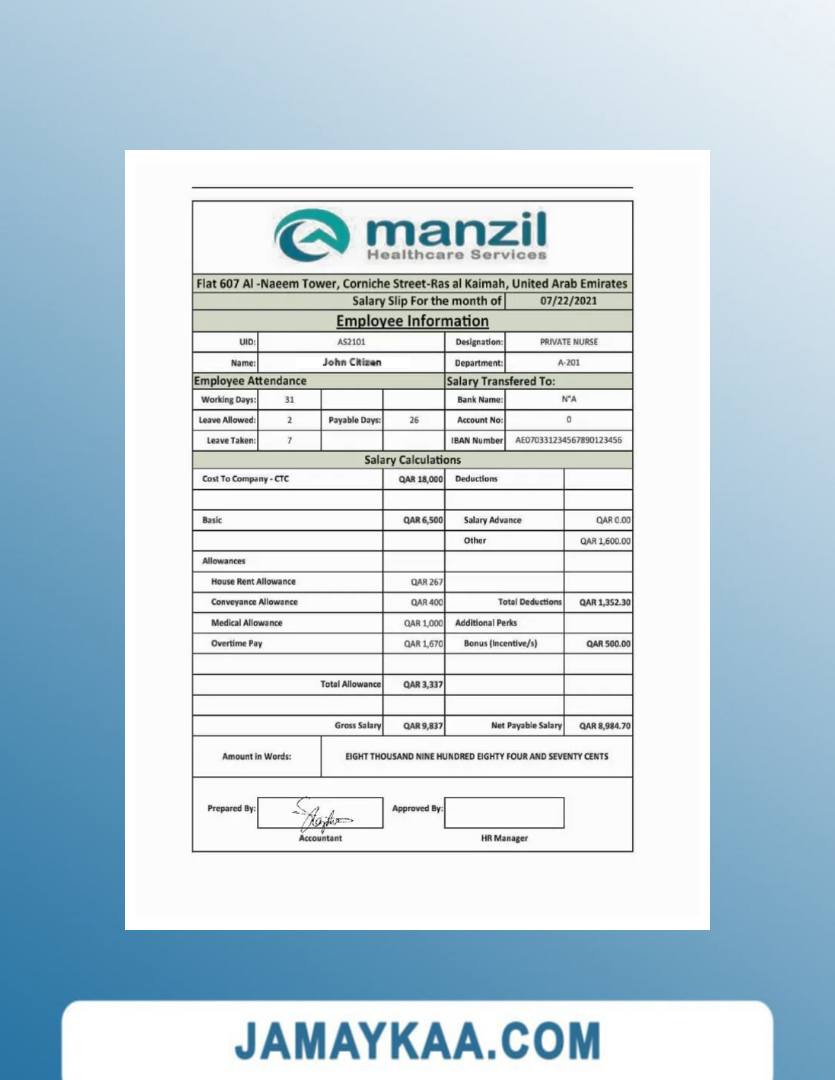 manzil
Healthcare Services
Flat 607 Al -Naeem Tower, Corniche Street-Ras al Kaimah, United Arab Emirates
Salary Slip For the month of 07/22/2021
Employee Information
UID: AS2101 Designation: PRIVATE NURSE
Name: John Citizen Department: A-201
Employee Attendance Salary Transfered To:
Working Days: 31 Bank Name: N"A
Leave Allowed: 2 Payable Days: 26 Account No: 0
Leave Taken: 7 IBAN Number AE070331234567890123456
Salary Calculations
Cost To Company - CTC QAR 18,000 Deductions
Basic QAR 6,500 Salary Advance QAR 0.00
Other QAR 1,600.00
Allowances
House Rent Allowance QAR 267
Conveyance Allowance QAR 400 Total Deductions QAR 1,352.30
Medical Allowance QAR 1,000 Additional Perks
Overtime Pay QAR 1,670 Bonus (Incentive/s) QAR 500.00
Total Allowance QAR 3,337
Gross Salary QAR 9,837 Net Payable Salary QAR 8,984.70
Amount in Words: EIGHT THOUSAND NINE HUNDRED EIGHTY FOUR AND SEVENTY CENTS
Prepared By: Approved By:
Accountant HR Manager
JAMAYKAA.COM